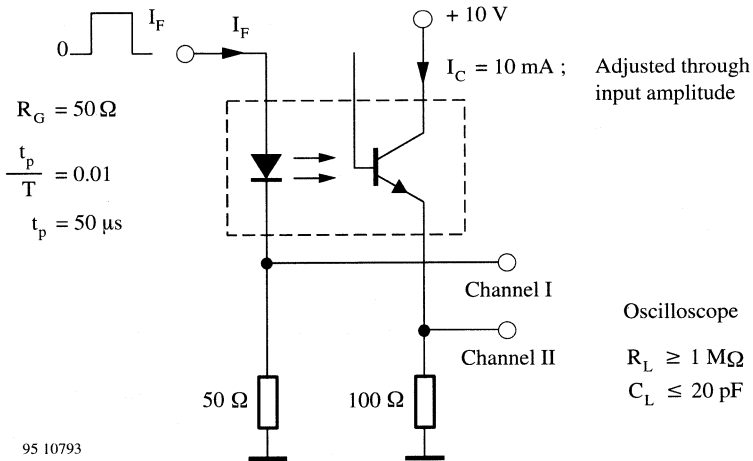 I_F
0
I_F
+ 10 V
I_C = 10 mA ; Adjusted through
input amplitude
R_G = 50 Ω
t_p
T
= 0.01
t_p = 50 μs
Channel I
Channel II
Oscilloscope
R_L ≥ 1 MΩ
C_L ≤ 20 pF
50 Ω
100 Ω
95 10793